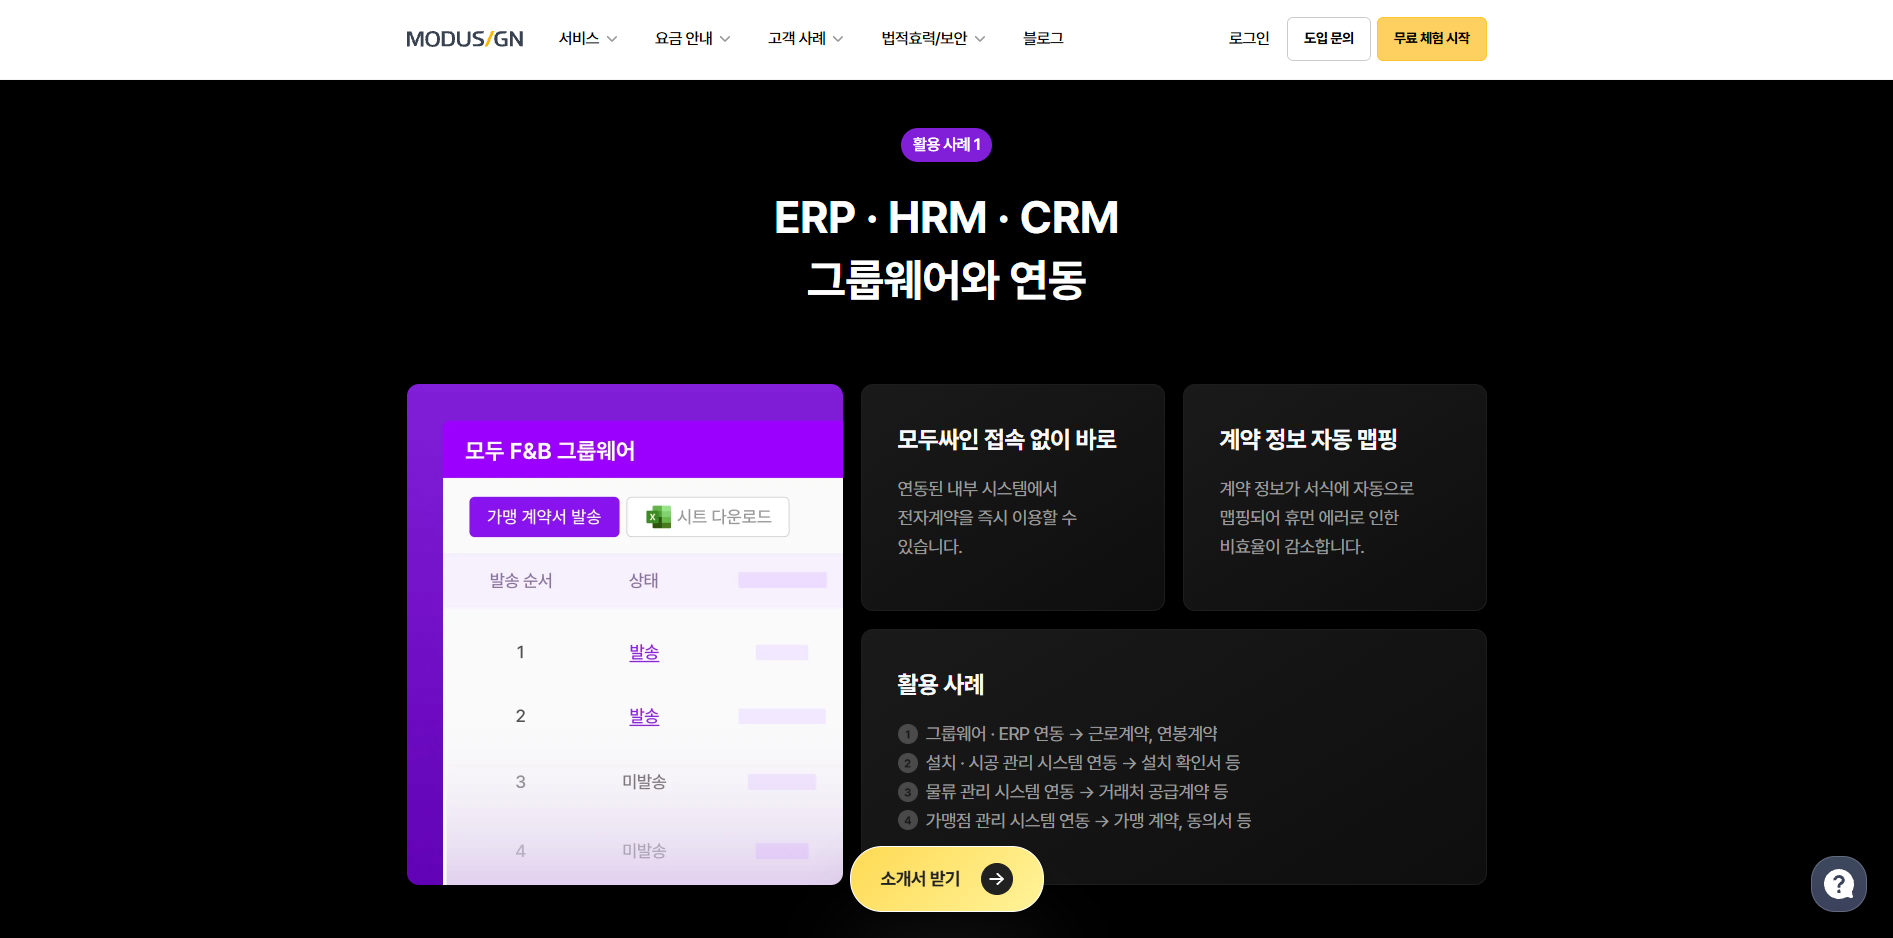 MODUSIGN
서비스
요금 안내
고객 사례
법적효력/보안
블로그
로그인
도입 문의
무료 체험 시작
활용 사례 1
ERP · HRM · CRM
그룹웨어와 연동
모두 F&B 그룹웨어
가맹 계약서 발송
시트 다운로드
발송 순서 상태
1 발송
2 발송
3 미발송
4 미발송
모두싸인 접속 없이 바로
연동된 내부 시스템에서
전자계약을 즉시 이용할 수
있습니다.
계약 정보 자동 맵핑
계약 정보가 서식에 자동으로
맵핑되어 휴먼 에러로 인한
비효율이 감소합니다.
활용 사례
1 그룹웨어 · ERP 연동 → 근로계약, 연봉계약
2 설치 · 시공 관리 시스템 연동 → 설치 확인서 등
3 물류 관리 시스템 연동 → 거래처 공급계약 등
4 가맹점 관리 시스템 연동 → 가맹 계약, 동의서 등
소개서 받기